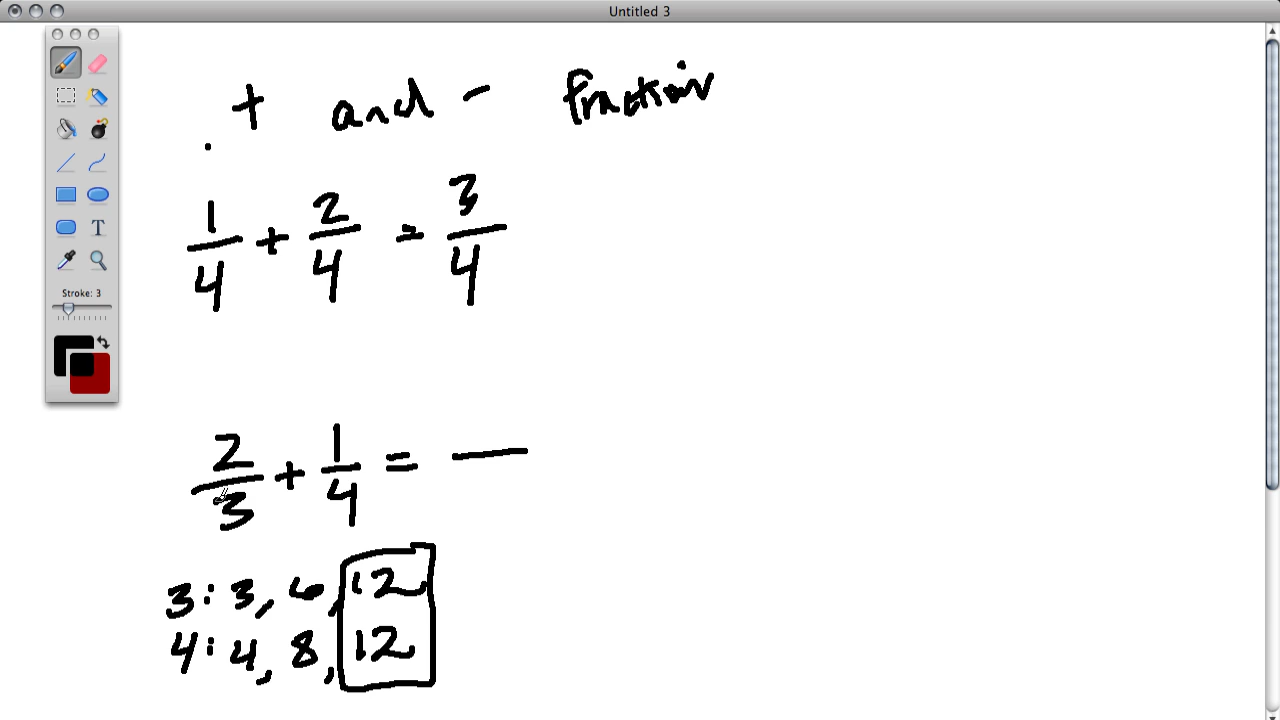 Untitled 3
+ and - fractions
1/4 + 2/4 = 3/4
Stroke: 3
T
2/3 + 1/4 = —
3: 3, 6, 12
4: 4, 8, 12